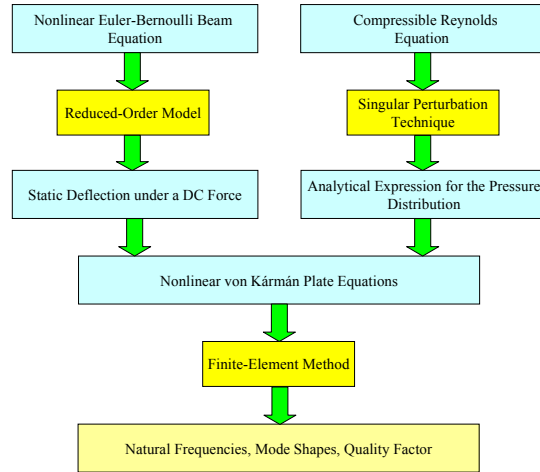 Nonlinear Euler-Bernoulli Beam
Equation
Compressible Reynolds
Equation
Reduced-Order Model
Singular Perturbation
Technique
Static Deflection under a DC Force
Analytical Expression for the Pressure
Distribution
Nonlinear von Kármán Plate Equations
Finite-Element Method
Natural Frequencies, Mode Shapes, Quality Factor